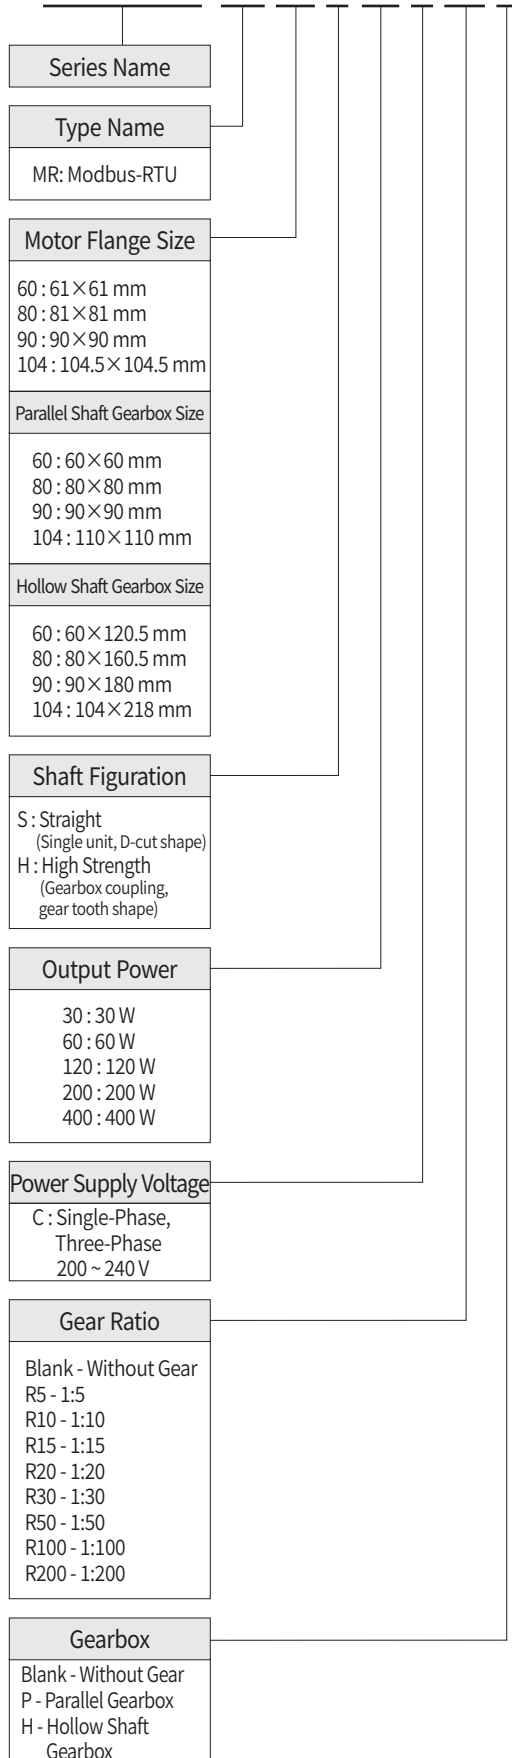 Series Name
Type Name
MR: Modbus-RTU
Motor Flange Size
60 : 61×61 mm
80 : 81×81 mm
90 : 90×90 mm
104 : 104.5×104.5 mm
Parallel Shaft Gearbox Size
60 : 60×60 mm
80 : 80×80 mm
90 : 90×90 mm
104 : 110×110 mm
Hollow Shaft Gearbox Size
60 : 60×120.5 mm
80 : 80×160.5 mm
90 : 90×180 mm
104 : 104×218 mm
Shaft Figuration
S : Straight
(Single unit, D-cut shape)
H : High Strength
(Gearbox coupling,
gear tooth shape)
Output Power
30 : 30 W
60 : 60 W
120 : 120 W
200 : 200 W
400 : 400 W
Power Supply Voltage
C : Single-Phase,
Three-Phase
200 ~ 240 V
Gear Ratio
Blank - Without Gear
R5 - 1:5
R10 - 1:10
R15 - 1:15
R20 - 1:20
R30 - 1:30
R50 - 1:50
R100 - 1:100
R200 - 1:200
Gearbox
Blank - Without Gear
P - Parallel Gearbox
H - Hollow Shaft
Gearbox